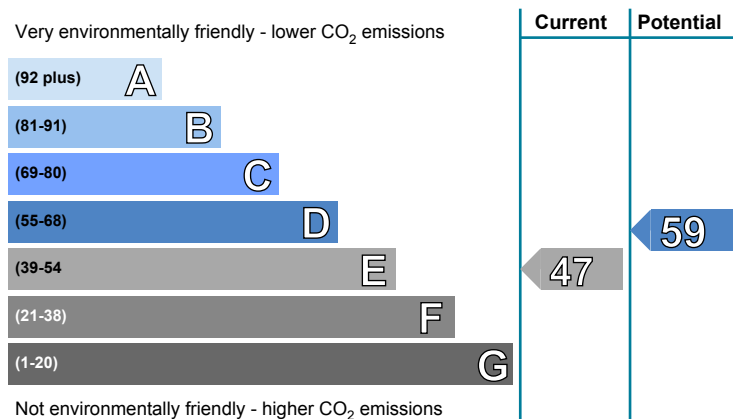 Current Potential
Very environmentally friendly - lower CO2 emissions
(92 plus) A
(81-91) B
(69-80) C
(55-68) D
59
(39-54 E
47
(21-38) F
(1-20) G
Not environmentally friendly - higher CO2 emissions